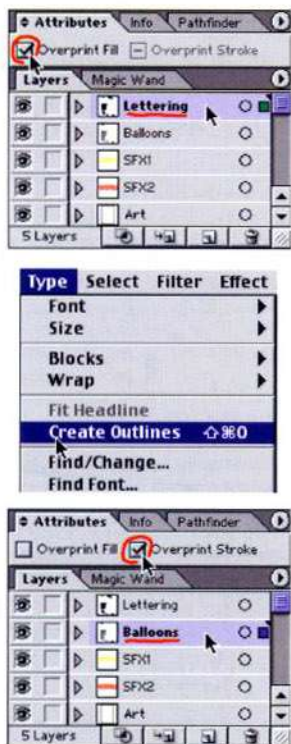 Attributes Info Pathfinder
Overprint Fill Overprint Stroke
Layers Magic Wand
Lettering
Balloons
SFX1
SFX2
Art
5 Layers
Type Select Filter Effect
Font
Size
Blocks
Wrap
Fit Headline
Create Outlines ⇧⌘O
Find/Change...
Find Font...
Attributes Info Pathfinder
Overprint Fill Overprint Stroke
Layers Magic Wand
Lettering
Balloons
SFX1
SFX2
Art
5 Layers